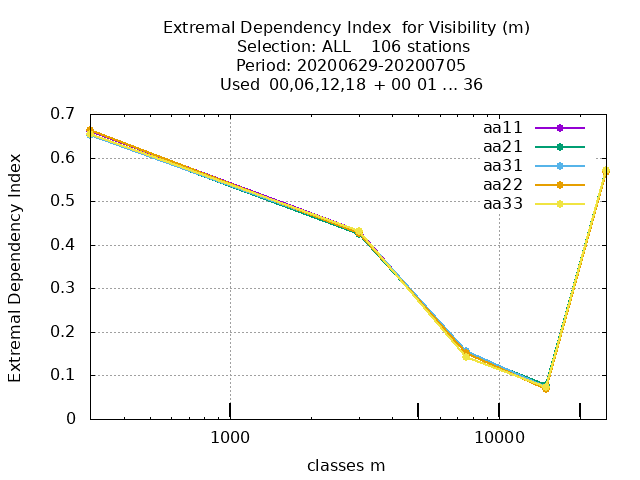 Extremal Dependency Index  for Visibility (m)
Selection: ALL    106 stations
Period: 20200629-20200705
Used  00,06,12,18 + 00 01 ... 36
0.7
0.6
0.5
0.4
0.3
0.2
0.1
0
Extremal Dependency Index
aa11
aa21
aa31
aa22
aa33
1000
10000
classes m